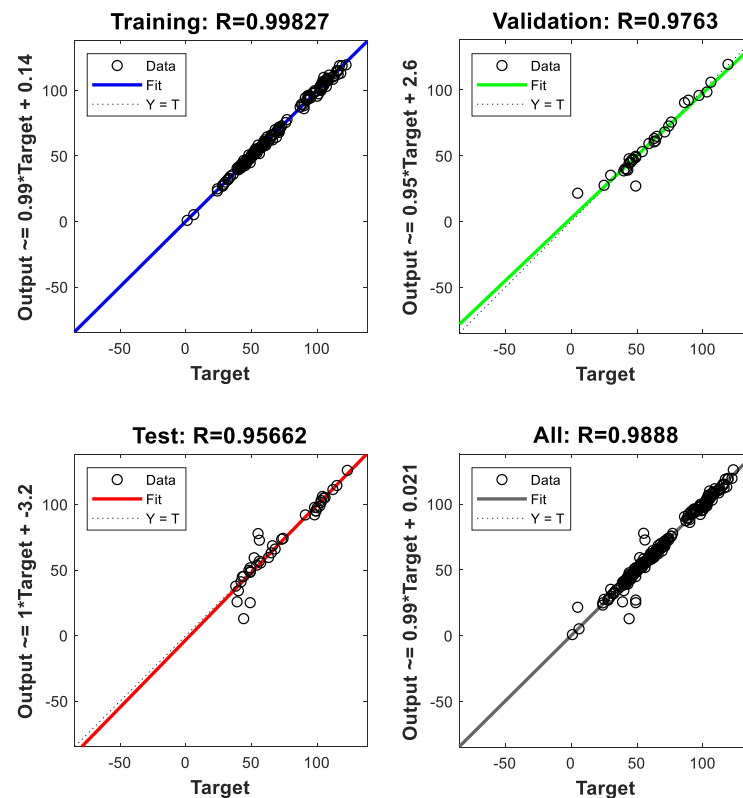 Training: R=0.99827
Output ~= 0.99*Target + 0.14
Data
Fit
Y = T
100
50
0
-50
-50
0
50
100
Target
Validation: R=0.9763
Output ~= 0.95*Target + 2.6
Data
Fit
Y = T
100
50
0
-50
-50
0
50
100
Target
Test: R=0.95662
Output ~= 1*Target + -3.2
Data
Fit
Y = T
100
50
0
-50
-50
0
50
100
Target
All: R=0.9888
Output ~= 0.99*Target + 0.021
Data
Fit
Y = T
100
50
0
-50
-50
0
50
100
Target